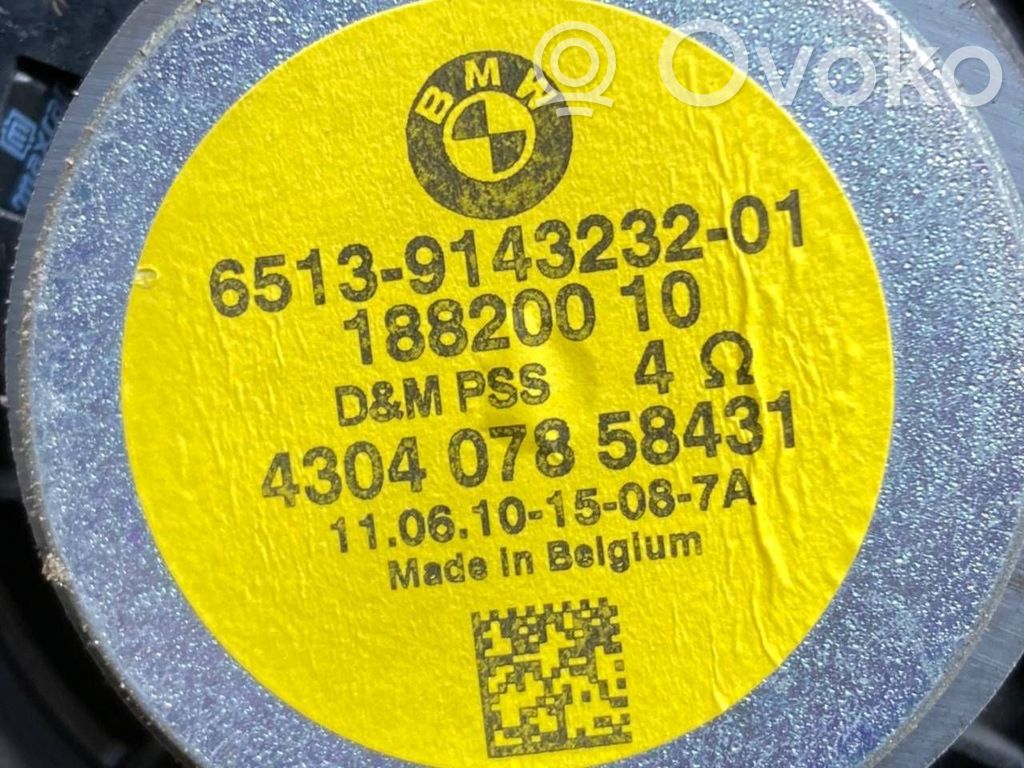 Ovoko
BMW
6513-9143232-01
188200 10
D&M PSS 4 Ω
4304 078 58431
11.06.10-15-08-7A
Made in Belgium